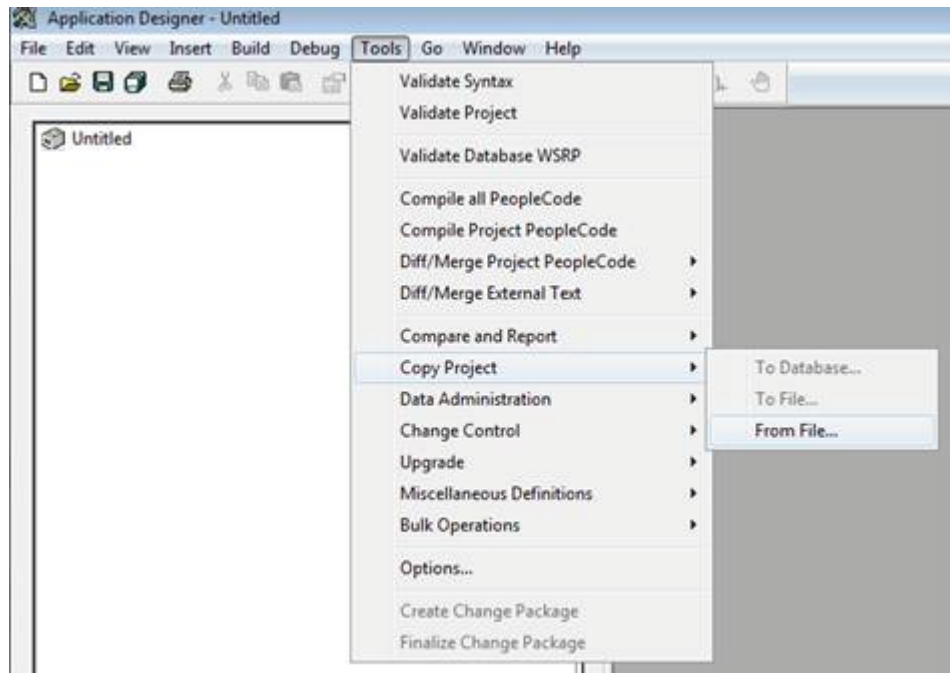 Application Designer - Untitled
File Edit View Insert Build Debug Tools Go Window Help
Untitled
Validate Syntax
Validate Project
Validate Database WSRP
Compile all PeopleCode
Compile Project PeopleCode
Diff/Merge Project PeopleCode
Diff/Merge External Text
Compare and Report
Copy Project
To Database...
To File...
From File...
Data Administration
Change Control
Upgrade
Miscellaneous Definitions
Bulk Operations
Options...
Create Change Package
Finalize Change Package